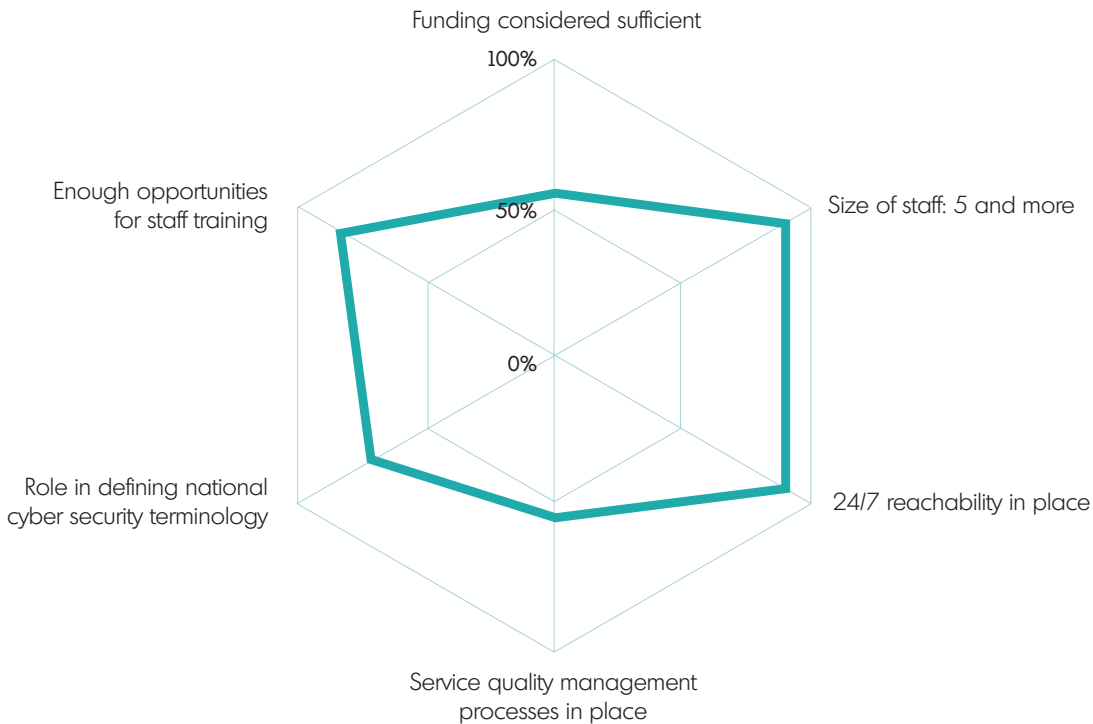 Funding considered sufficient
100%
Enough opportunities
for staff training
50%
Size of staff: 5 and more
0%
Role in defining national
cyber security terminology
24/7 reachability in place
Service quality management
processes in place